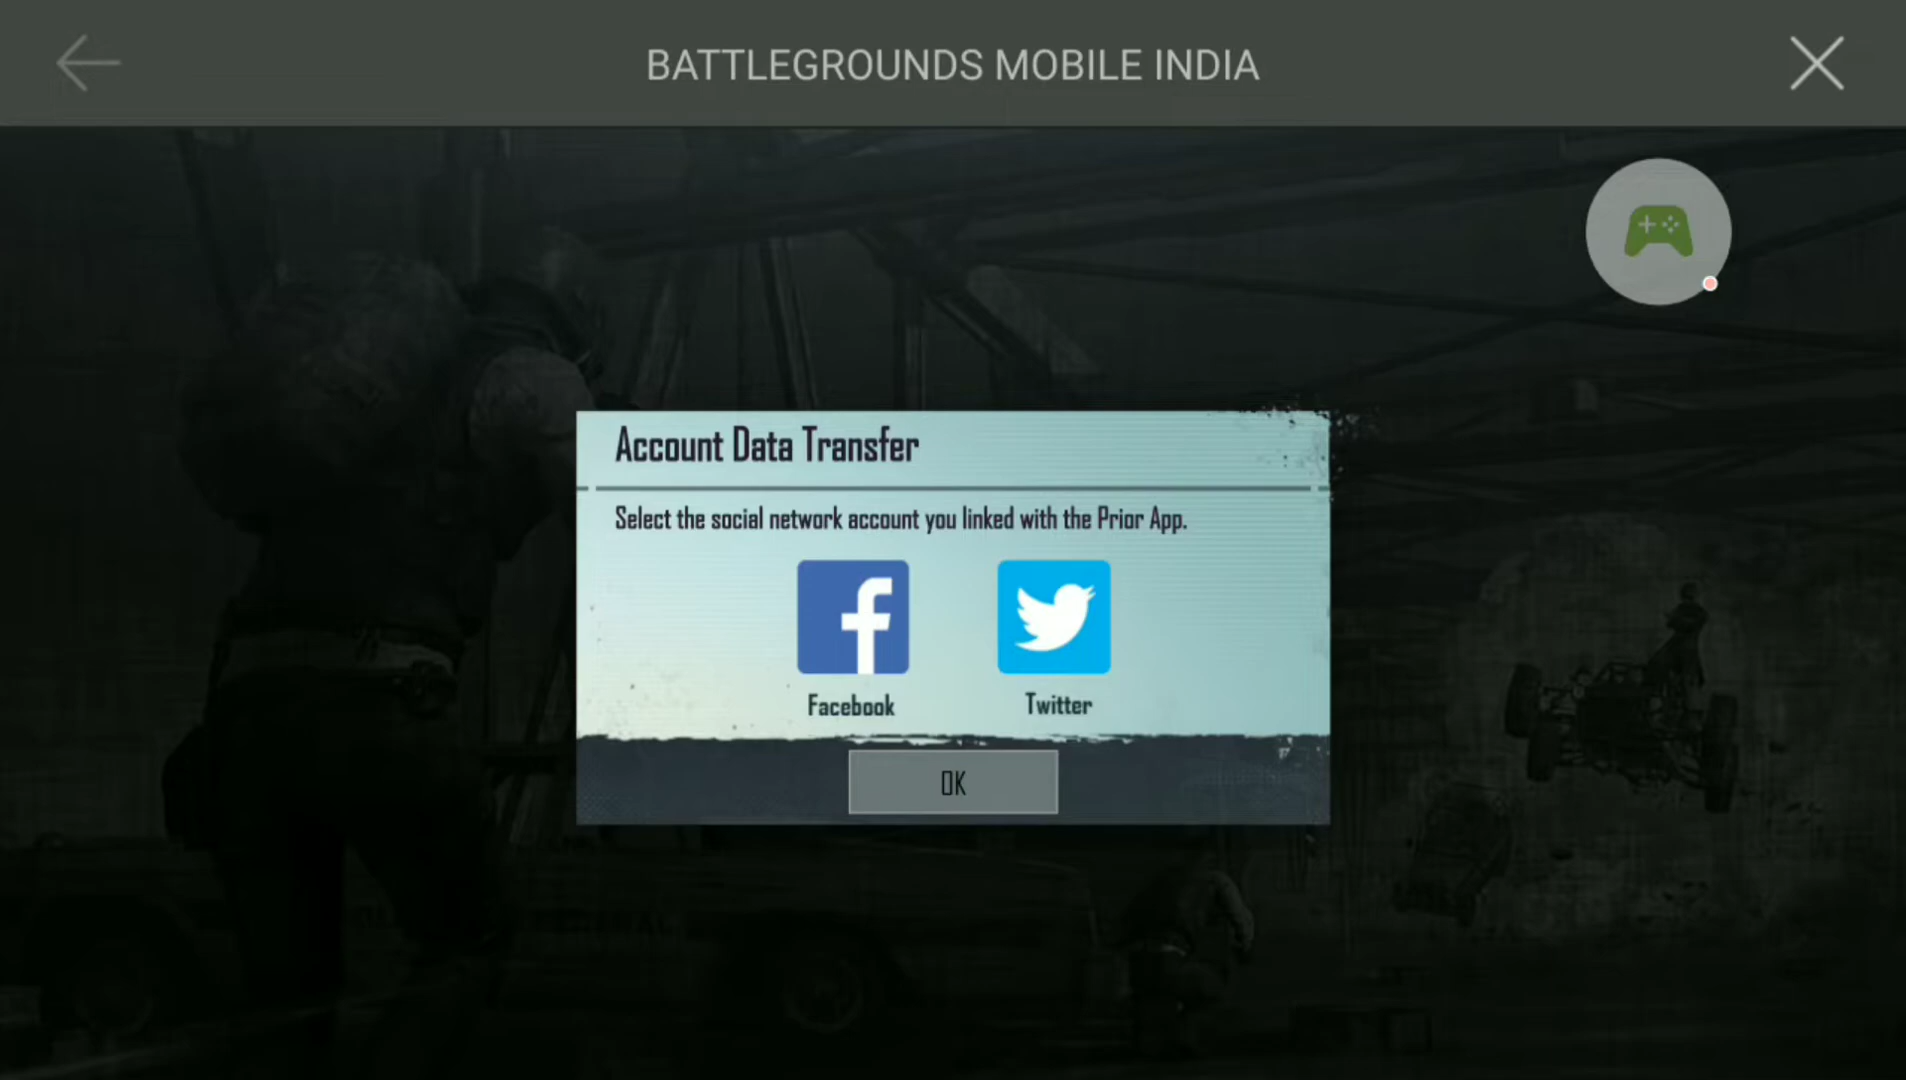 BATTLEGROUNDS MOBILE INDIA
Account Data Transfer
Select the social network account you linked with the Prior App.
Facebook Twitter
OK